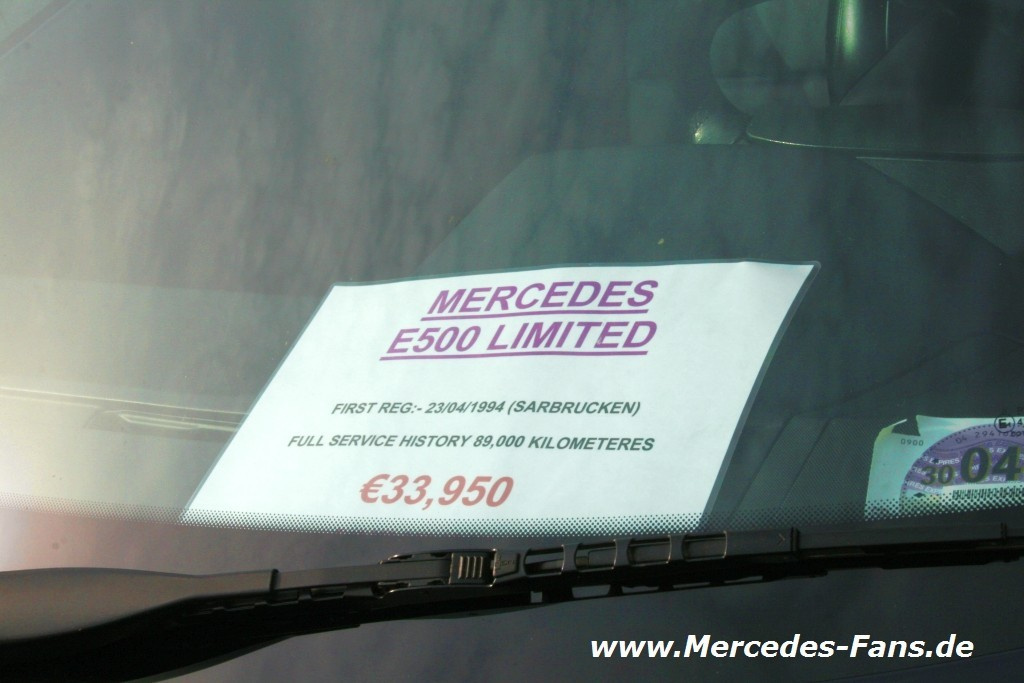 MERCEDES
E500 LIMITED
FIRST REG:- 23/04/1994 (SARBRUCKEN)
FULL SERVICE HISTORY 89,000 KILOMETERES
€33,950
0900
30 04
www.Mercedes-Fans.de